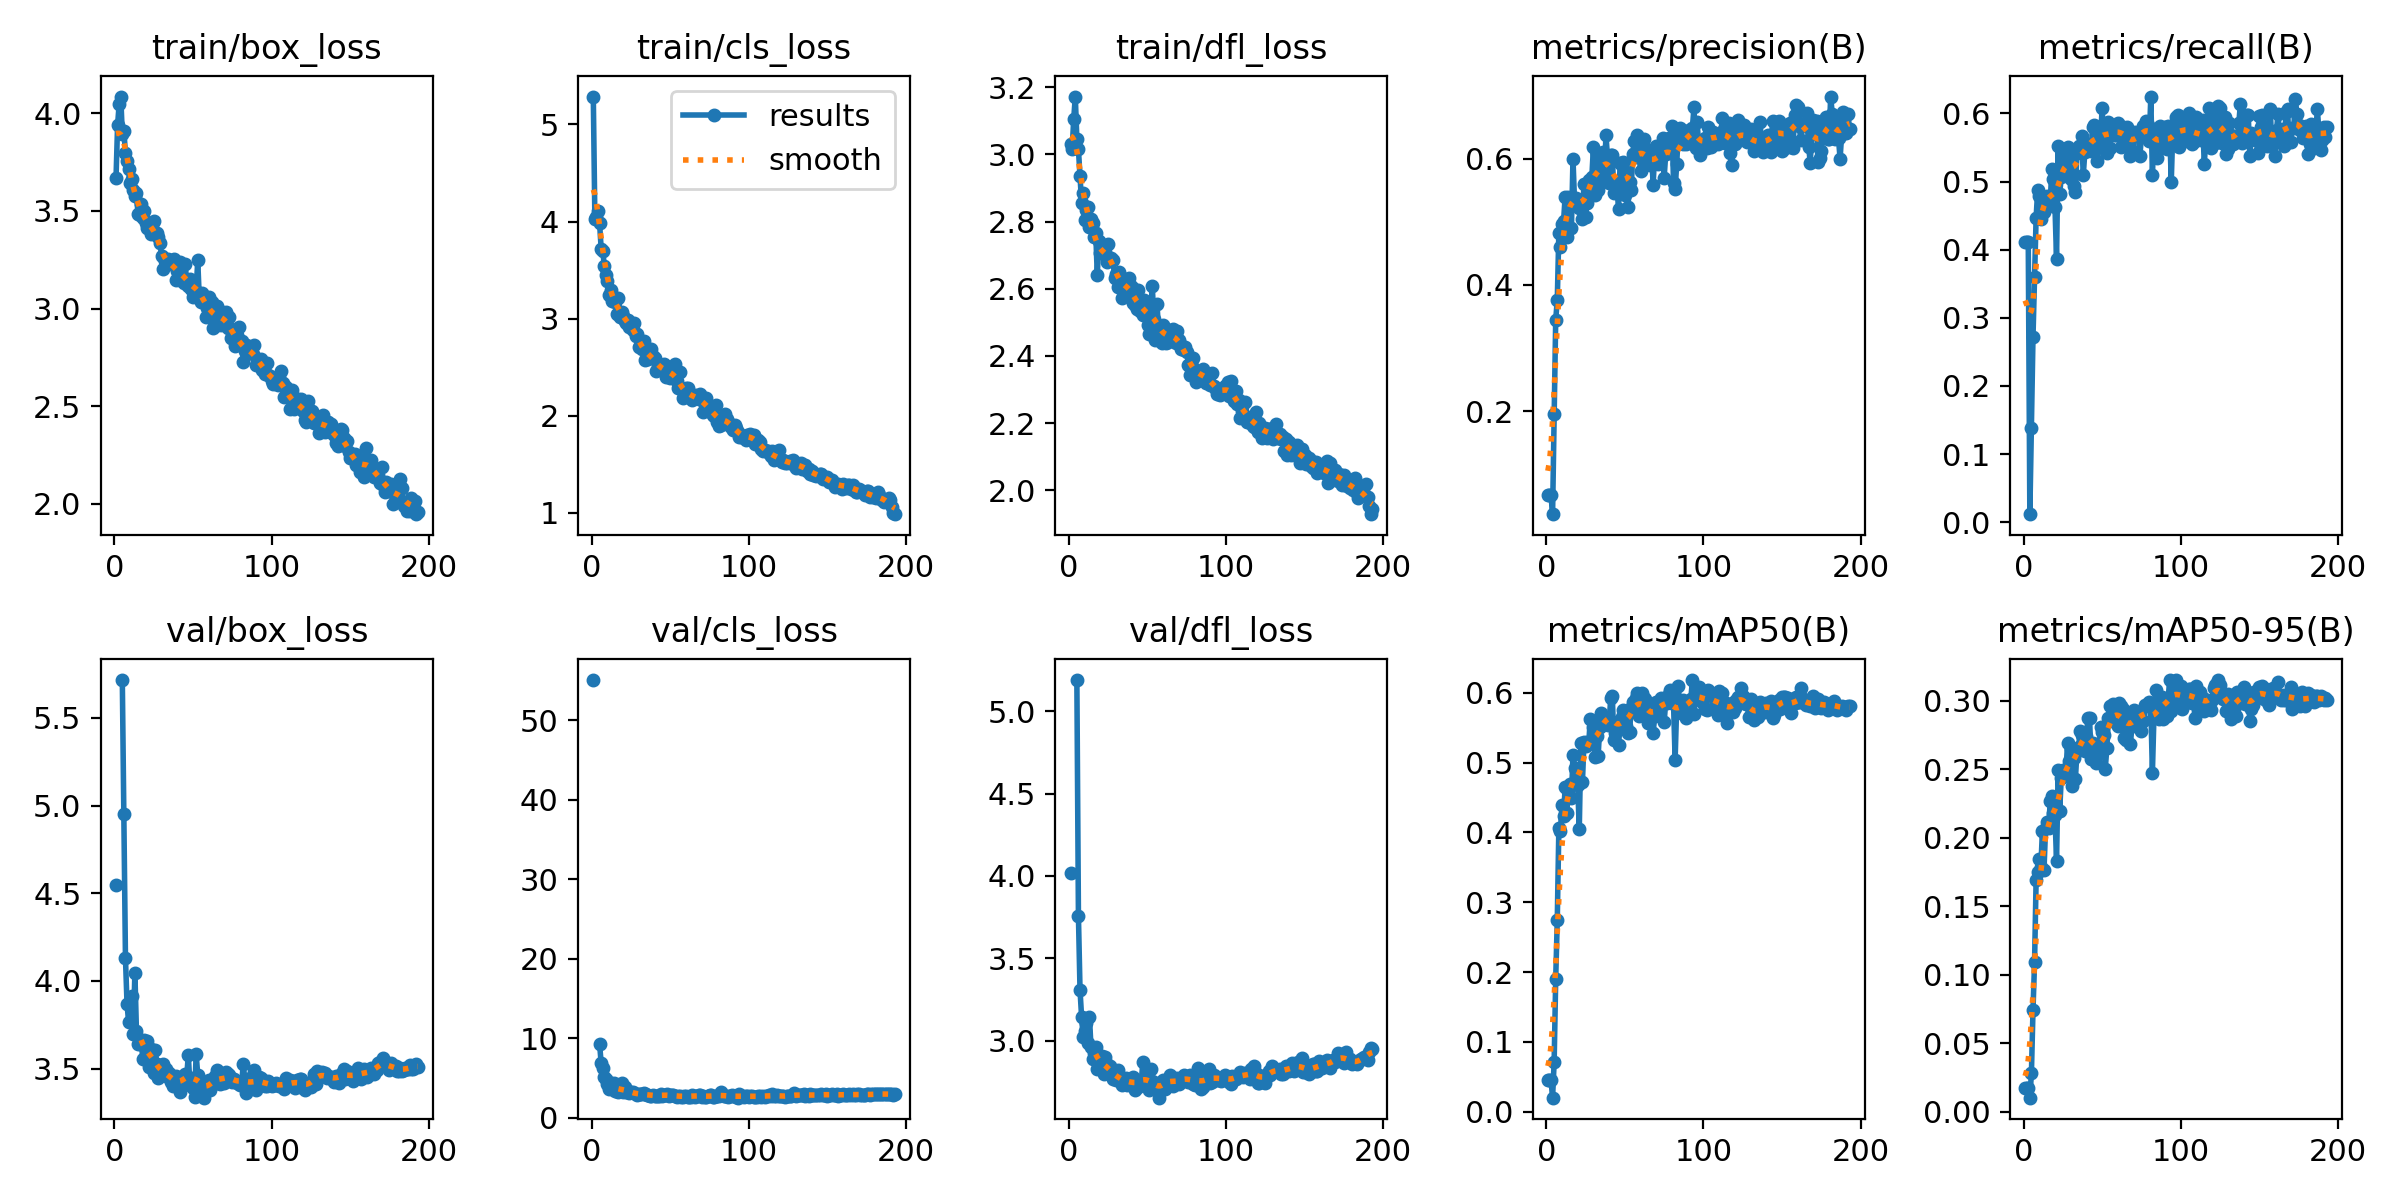 train/box_loss
4.0
3.5
3.0
2.5
2.0
0 100 200
train/cls_loss
results
smooth
5
4
3
2
1
0 100 200
train/dfl_loss
3.2
3.0
2.8
2.6
2.4
2.2
2.0
0 100 200
metrics/precision(B)
0.6
0.4
0.2
0 100 200
metrics/recall(B)
0.6
0.5
0.4
0.3
0.2
0.1
0.0
0 100 200
val/box_loss
5.5
5.0
4.5
4.0
3.5
0 100 200
val/cls_loss
50
40
30
20
10
0
0 100 200
val/dfl_loss
5.0
4.5
4.0
3.5
3.0
0 100 200
metrics/mAP50(B)
0.6
0.5
0.4
0.3
0.2
0.1
0.0
0 100 200
metrics/mAP50-95(B)
0.30
0.25
0.20
0.15
0.10
0.05
0.00
0 100 200